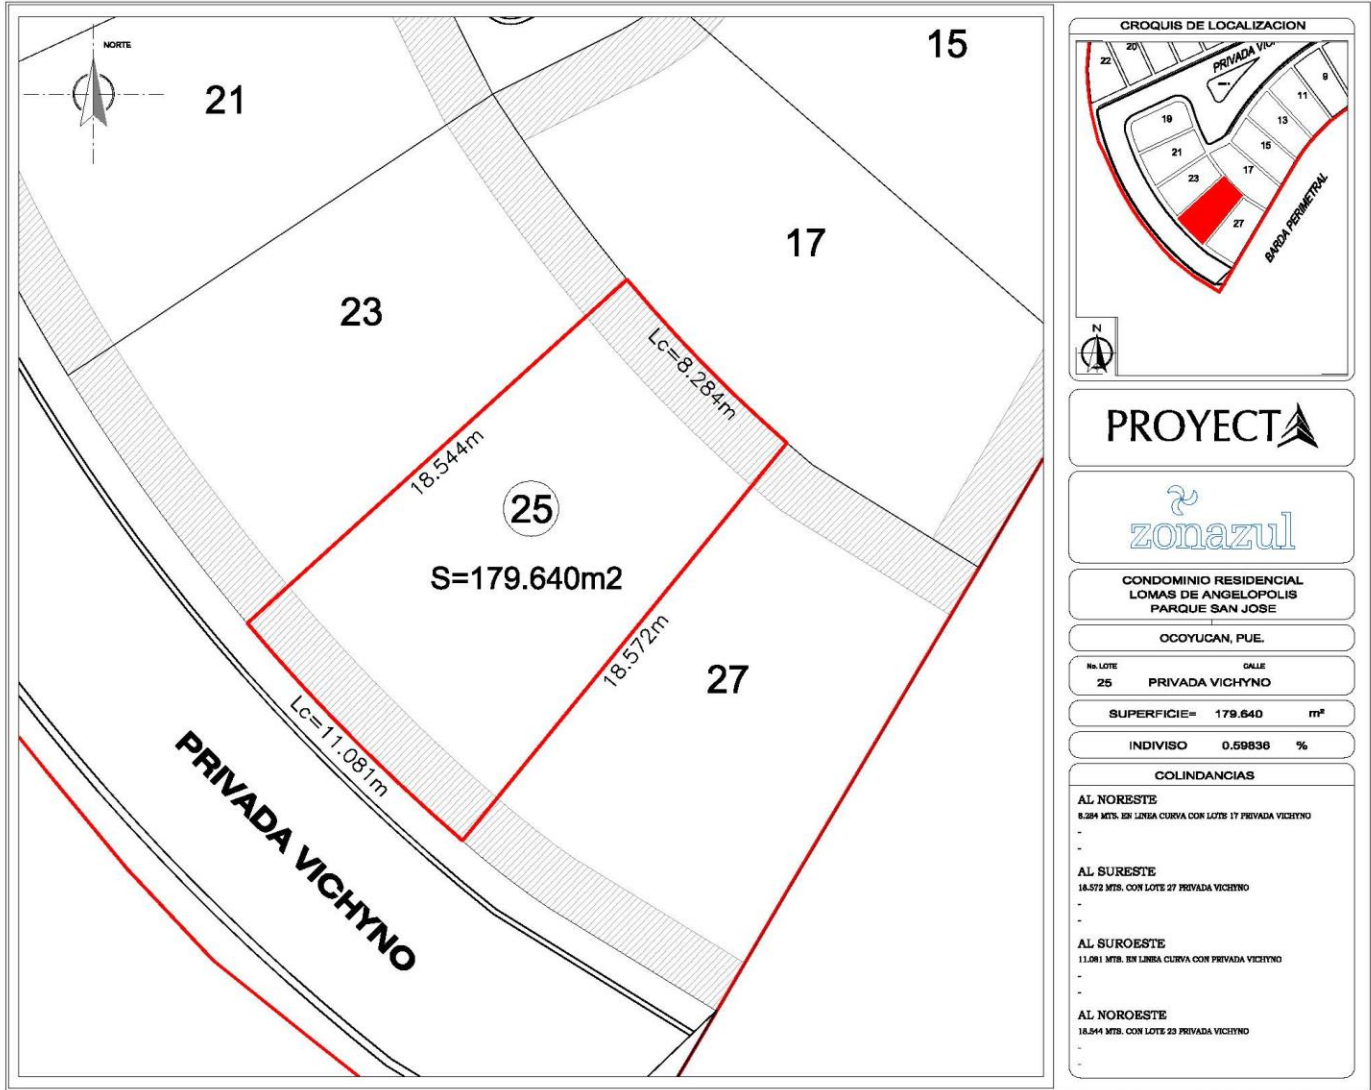 NORTE
21
15
17
23
Lc=8.284m
18.544m
25
S=179.640m2
18.572m
27
Lc=11.081m
PRIVADA VICHYNO
CROQUIS DE LOCALIZACION
22
20
PRIVADA VIC
9
11
13
19
15
21
17
23
27
BARDA PERIMETRAL
N
PROYECTA
zonazul
CONDOMINIO RESIDENCIAL
LOMAS DE ANGELOPOLIS
PARQUE SAN JOSE
OCOYUCAN, PUE.
No. LOTE CALLE
25 PRIVADA VICHYNO
SUPERFICIE= 179.640 m²
INDIVISO 0.59836 %
COLINDANCIAS
AL NORESTE
8.284 MTS. EN LINEA CURVA CON LOTE 17 PRIVADA VICHYNO
-
-
AL SURESTE
18.572 MTS. CON LOTE 27 PRIVADA VICHYNO
-
-
AL SUROESTE
11.081 MTS. EN LINEA CURVA CON PRIVADA VICHYNO
-
-
AL NOROESTE
18.544 MTS. CON LOTE 23 PRIVADA VICHYNO
-
-